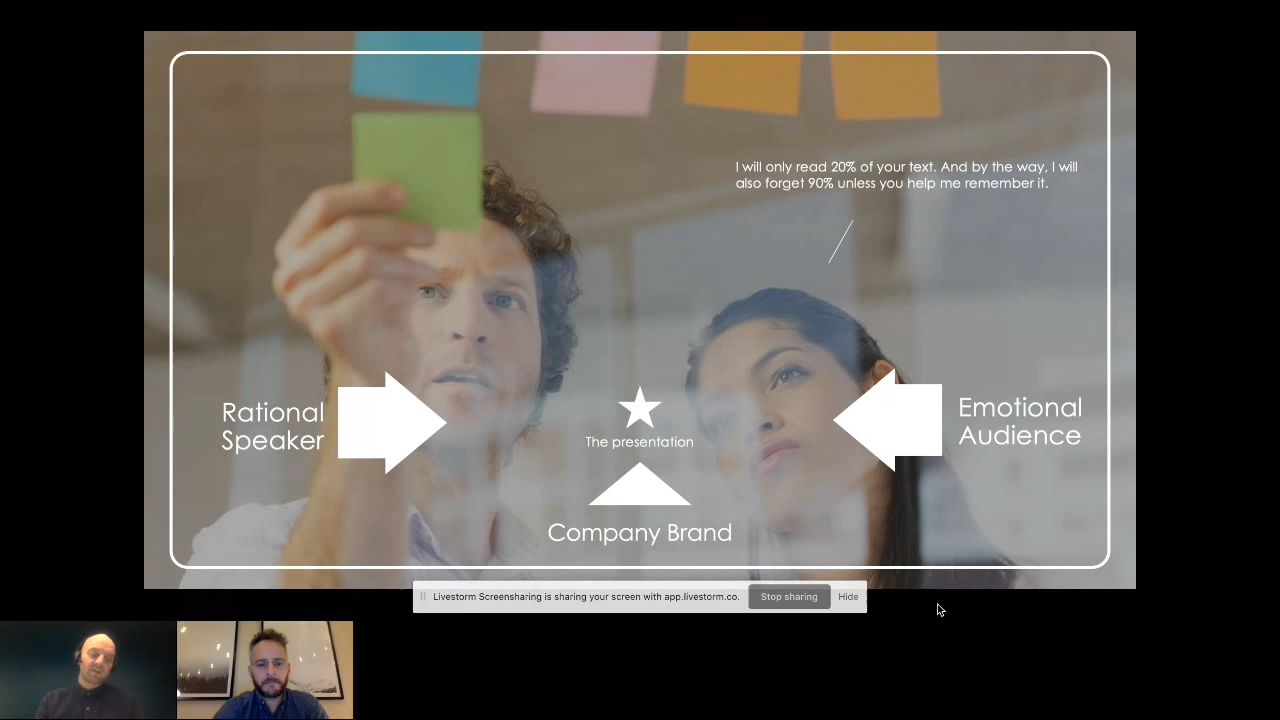 I will only read 20% of your text. And by the way, I will
also forget 90% unless you help me remember it.
Rational
Speaker
The presentation
Emotional
Audience
Company Brand
Livestorm Screensharing is sharing your screen with app.livestorm.co.
Stop sharing
Hide